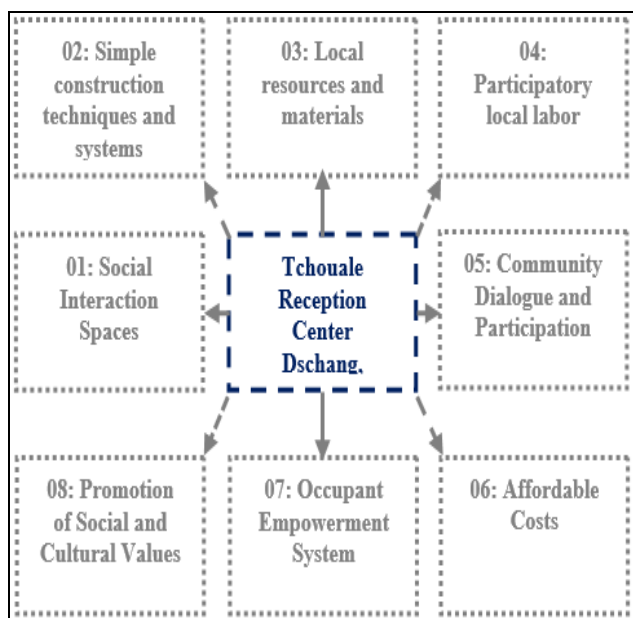 02: Simple
construction
techniques and
systems
03: Local
resources and
materials
04:
Participatory
local labor
01: Social
Interaction
Spaces
Tchouale
Reception
Center
Dschang,
05: Community
Dialogue and
Participation
08: Promotion
of Social and
Cultural Values
07: Occupant
Empowerment
System
06: Affordable
Costs